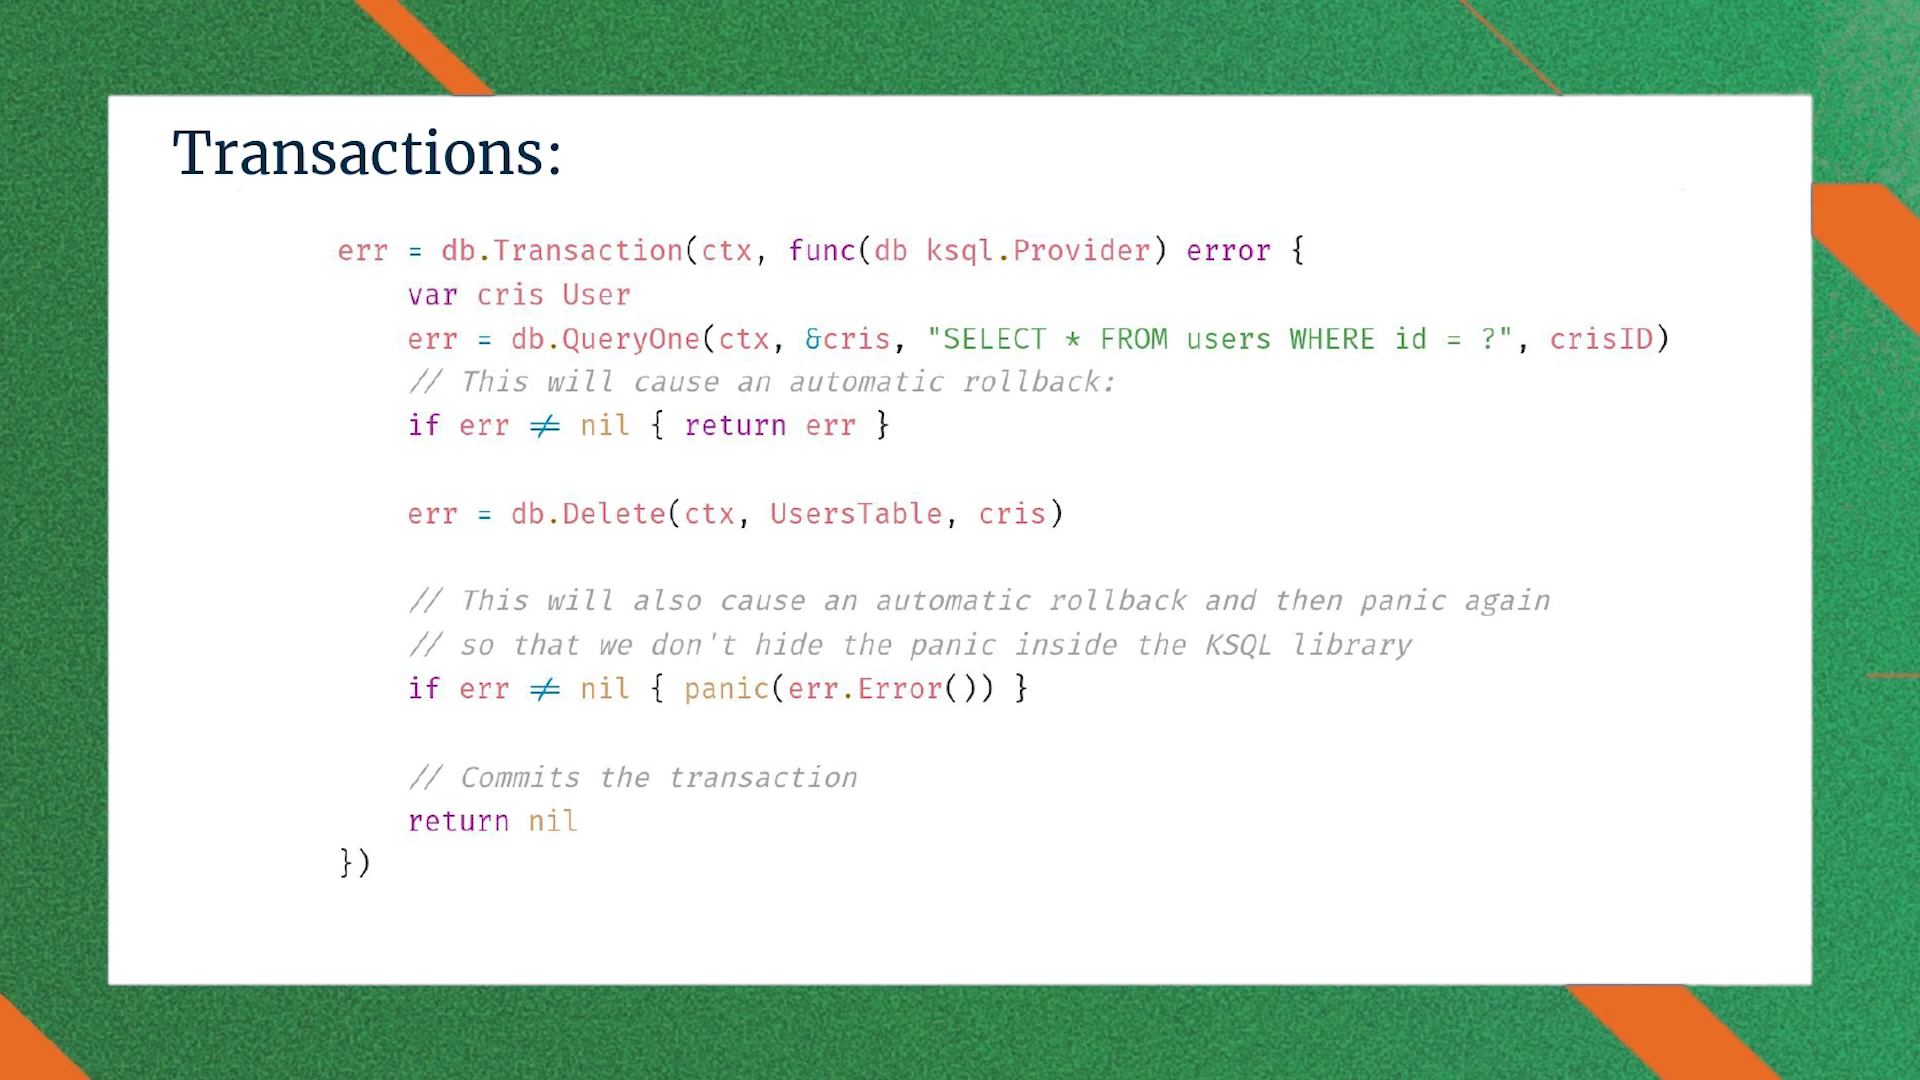 Transactions:
err = db.Transaction(ctx, func(db ksql.Provider) error {
var cris User
err = db.QueryOne(ctx, &cris, "SELECT * FROM users WHERE id = ?", crisID)
// This will cause an automatic rollback:
if err ≠ nil { return err }
err = db.Delete(ctx, UsersTable, cris)
// This will also cause an automatic rollback and then panic again
// so that we don't hide the panic inside the KSQL library
if err ≠ nil { panic(err.Error()) }
// Commits the transaction
return nil
})